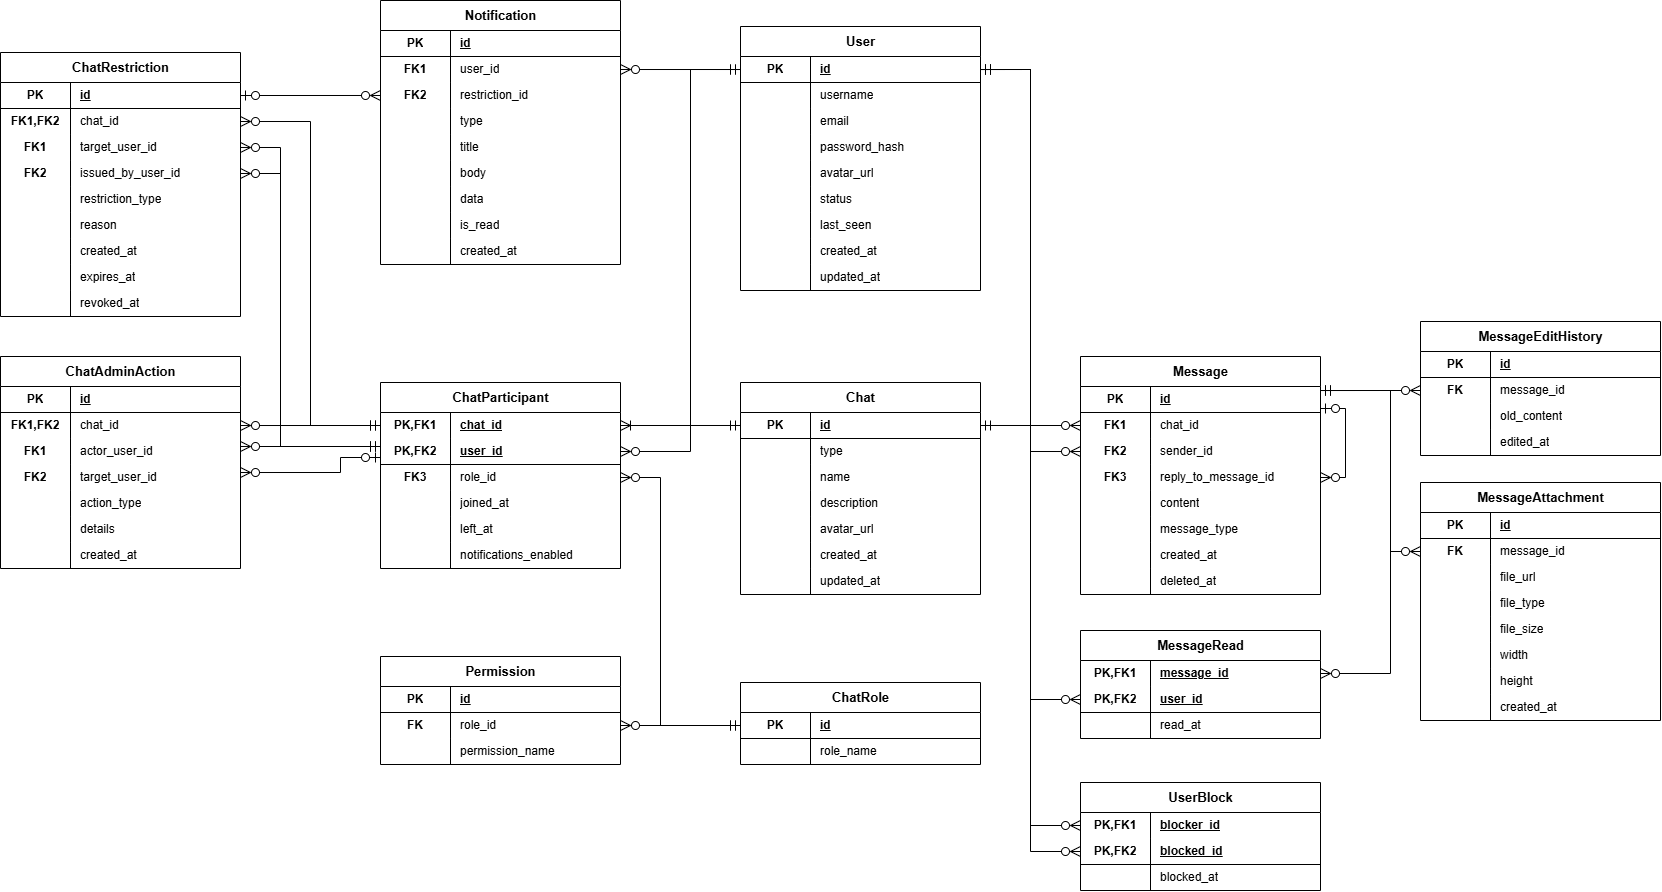 Notification
PK id
FK1 user_id
FK2 restriction_id
type
title
body
data
is_read
created_at
User
PK id
username
email
password_hash
avatar_url
status
last_seen
created_at
updated_at
ChatRestriction
PK id
FK1,FK2 chat_id
FK1 target_user_id
FK2 issued_by_user_id
restriction_type
reason
created_at
expires_at
revoked_at
ChatAdminAction
PK id
FK1,FK2 chat_id
FK1 actor_user_id
FK2 target_user_id
action_type
details
created_at
ChatParticipant
PK,FK1 chat_id
PK,FK2 user_id
FK3 role_id
joined_at
left_at
notifications_enabled
Chat
PK id
type
name
description
avatar_url
created_at
updated_at
Message
PK id
FK1 chat_id
FK2 sender_id
FK3 reply_to_message_id
content
message_type
created_at
deleted_at
MessageEditHistory
PK id
FK message_id
old_content
edited_at
MessageAttachment
PK id
FK message_id
file_url
file_type
file_size
width
height
created_at
Permission
PK id
FK role_id
permission_name
ChatRole
PK id
role_name
MessageRead
PK,FK1 message_id
PK,FK2 user_id
read_at
UserBlock
PK,FK1 blocker_id
PK,FK2 blocked_id
blocked_at